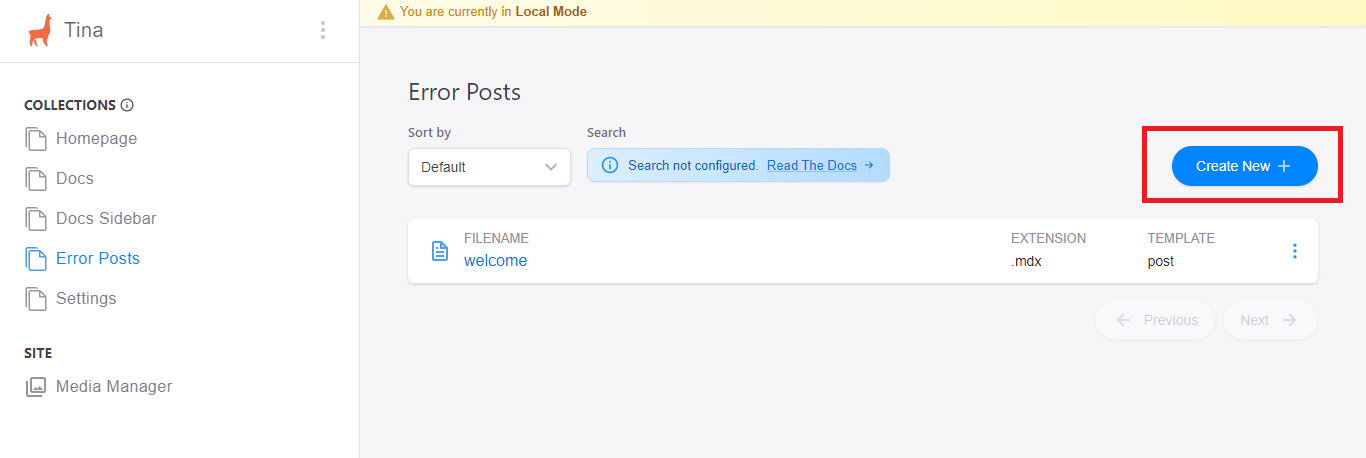 Tina
You are currently in Local Mode
COLLECTIONS
Homepage
Docs
Docs Sidebar
Error Posts
Settings
SITE
Media Manager
Error Posts
Sort by
Search
Default
Search not configured. Read The Docs
Create New
FILENAME
EXTENSION
TEMPLATE
welcome
.mdx
post
Previous
Next